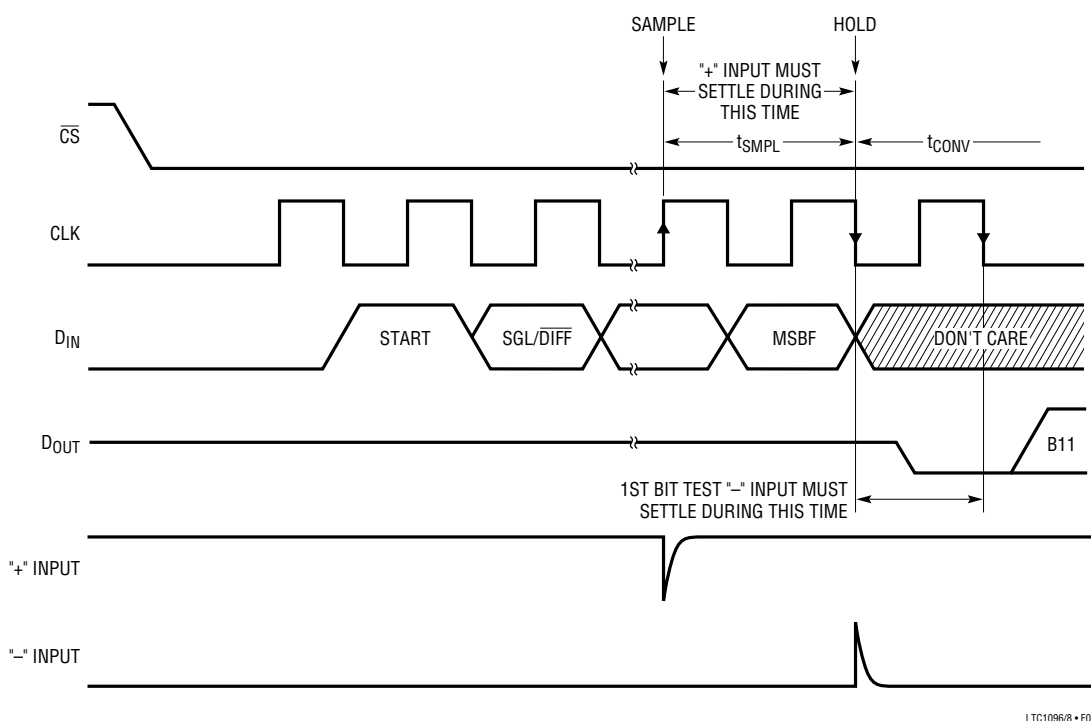 SAMPLE HOLD
"+" INPUT MUST
SETTLE DURING
THIS TIME
CS
tSMPL tCONV
CLK
DIN START SGL/DIFF MSBF DON'T CARE
DOUT B11
1ST BIT TEST "–" INPUT MUST
SETTLE DURING THIS TIME
"+" INPUT
"–" INPUT
LTC1096/8 • F0